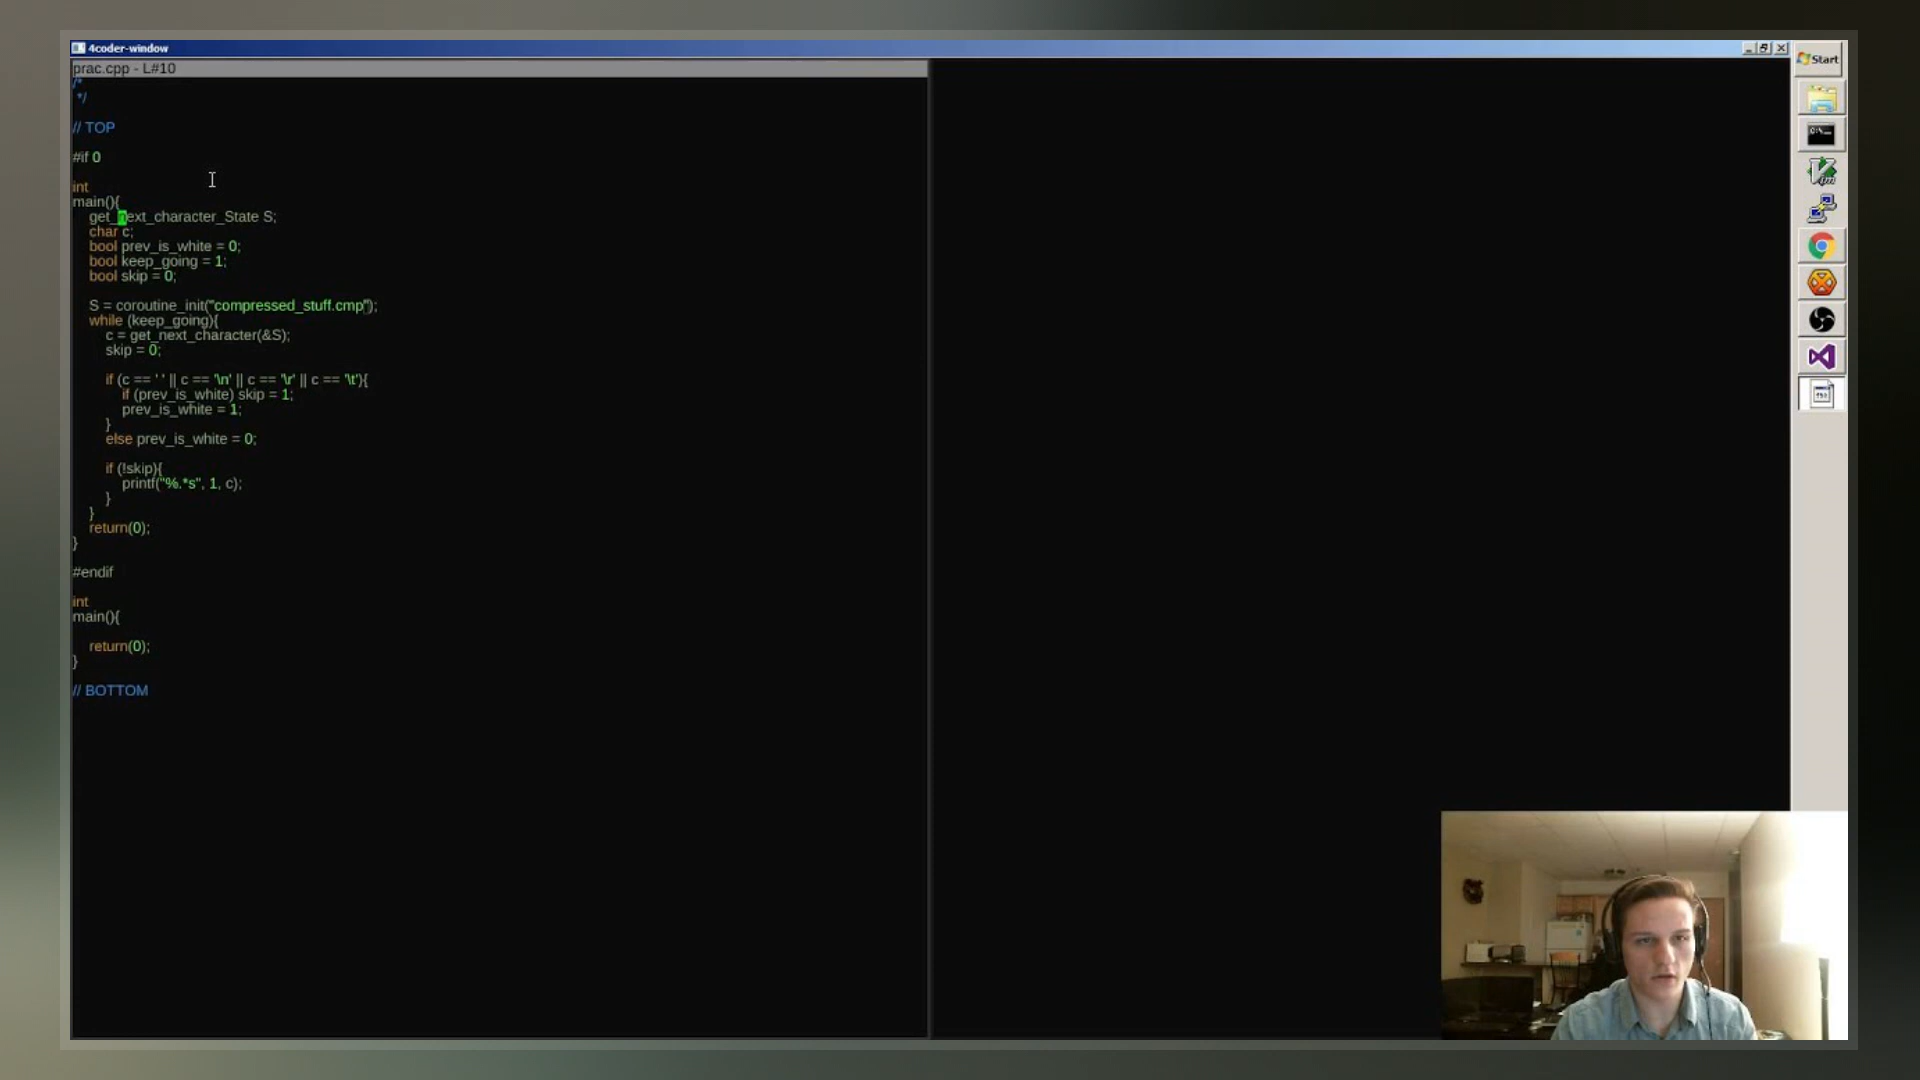 4coder-window
prac.cpp - L#10
/*
*/
// TOP
#if 0
int
main(){
get_next_character_State S;
char c;
bool prev_is_white = 0;
bool keep_going = 1;
bool skip = 0;
S = coroutine_init("compressed_stuff.cmp");
while (keep_going){
c = get_next_character(&S);
skip = 0;
if (c == ' ' || c == '\n' || c == '\r' || c == '\t'){
if (prev_is_white) skip = 1;
prev_is_white = 1;
}
else prev_is_white = 0;
if (!skip){
printf("%.*s", 1, c);
}
}
return(0);
}
#endif
int
main(){
return(0);
}
// BOTTOM
Start